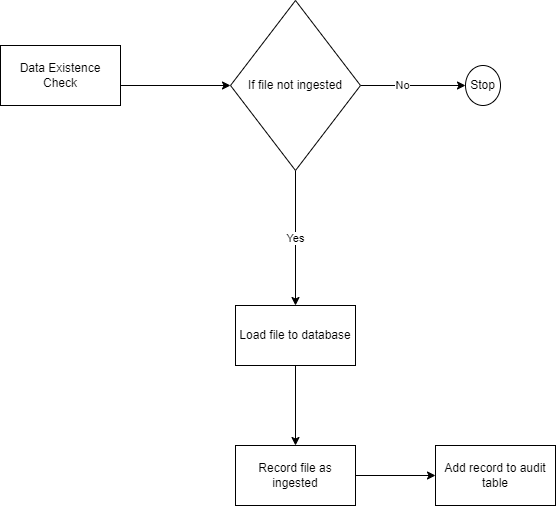 Data Existence
Check
If file not ingested
No
Stop
Yes
Load file to database
Record file as
ingested
Add record to audit
table